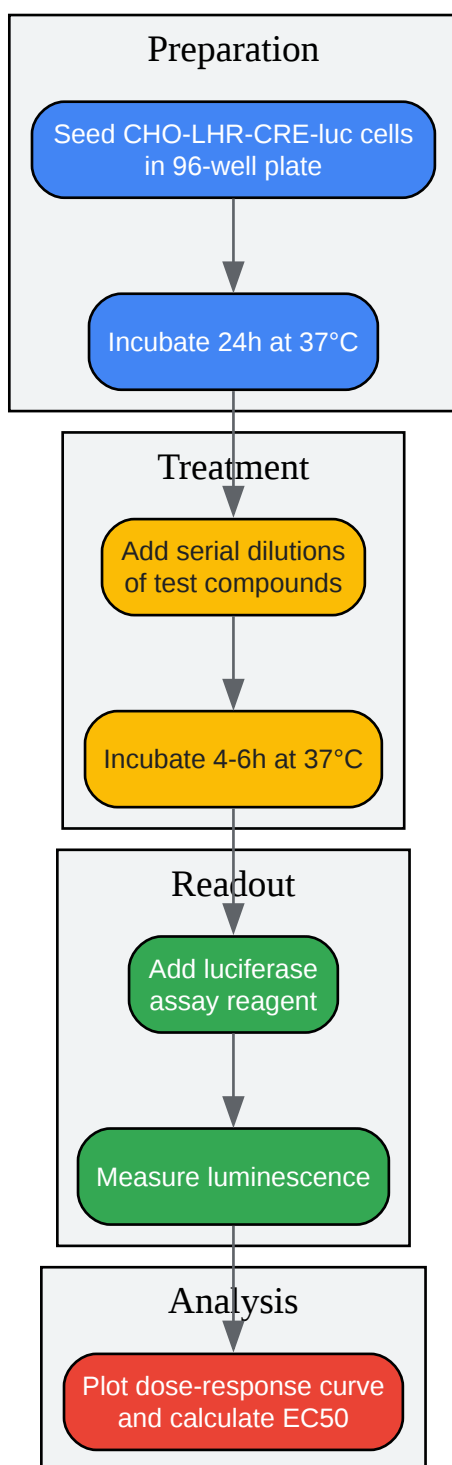 Preparation
Seed CHO-LHR-CRE-luc cells
in 96-well plate
Incubate 24h at 37°C
Treatment
Add serial dilutions
of test compounds
Incubate 4-6h at 37°C
Readout
Add luciferase
assay reagent
Measure luminescence
Analysis
Plot dose-response curve
and calculate EC50